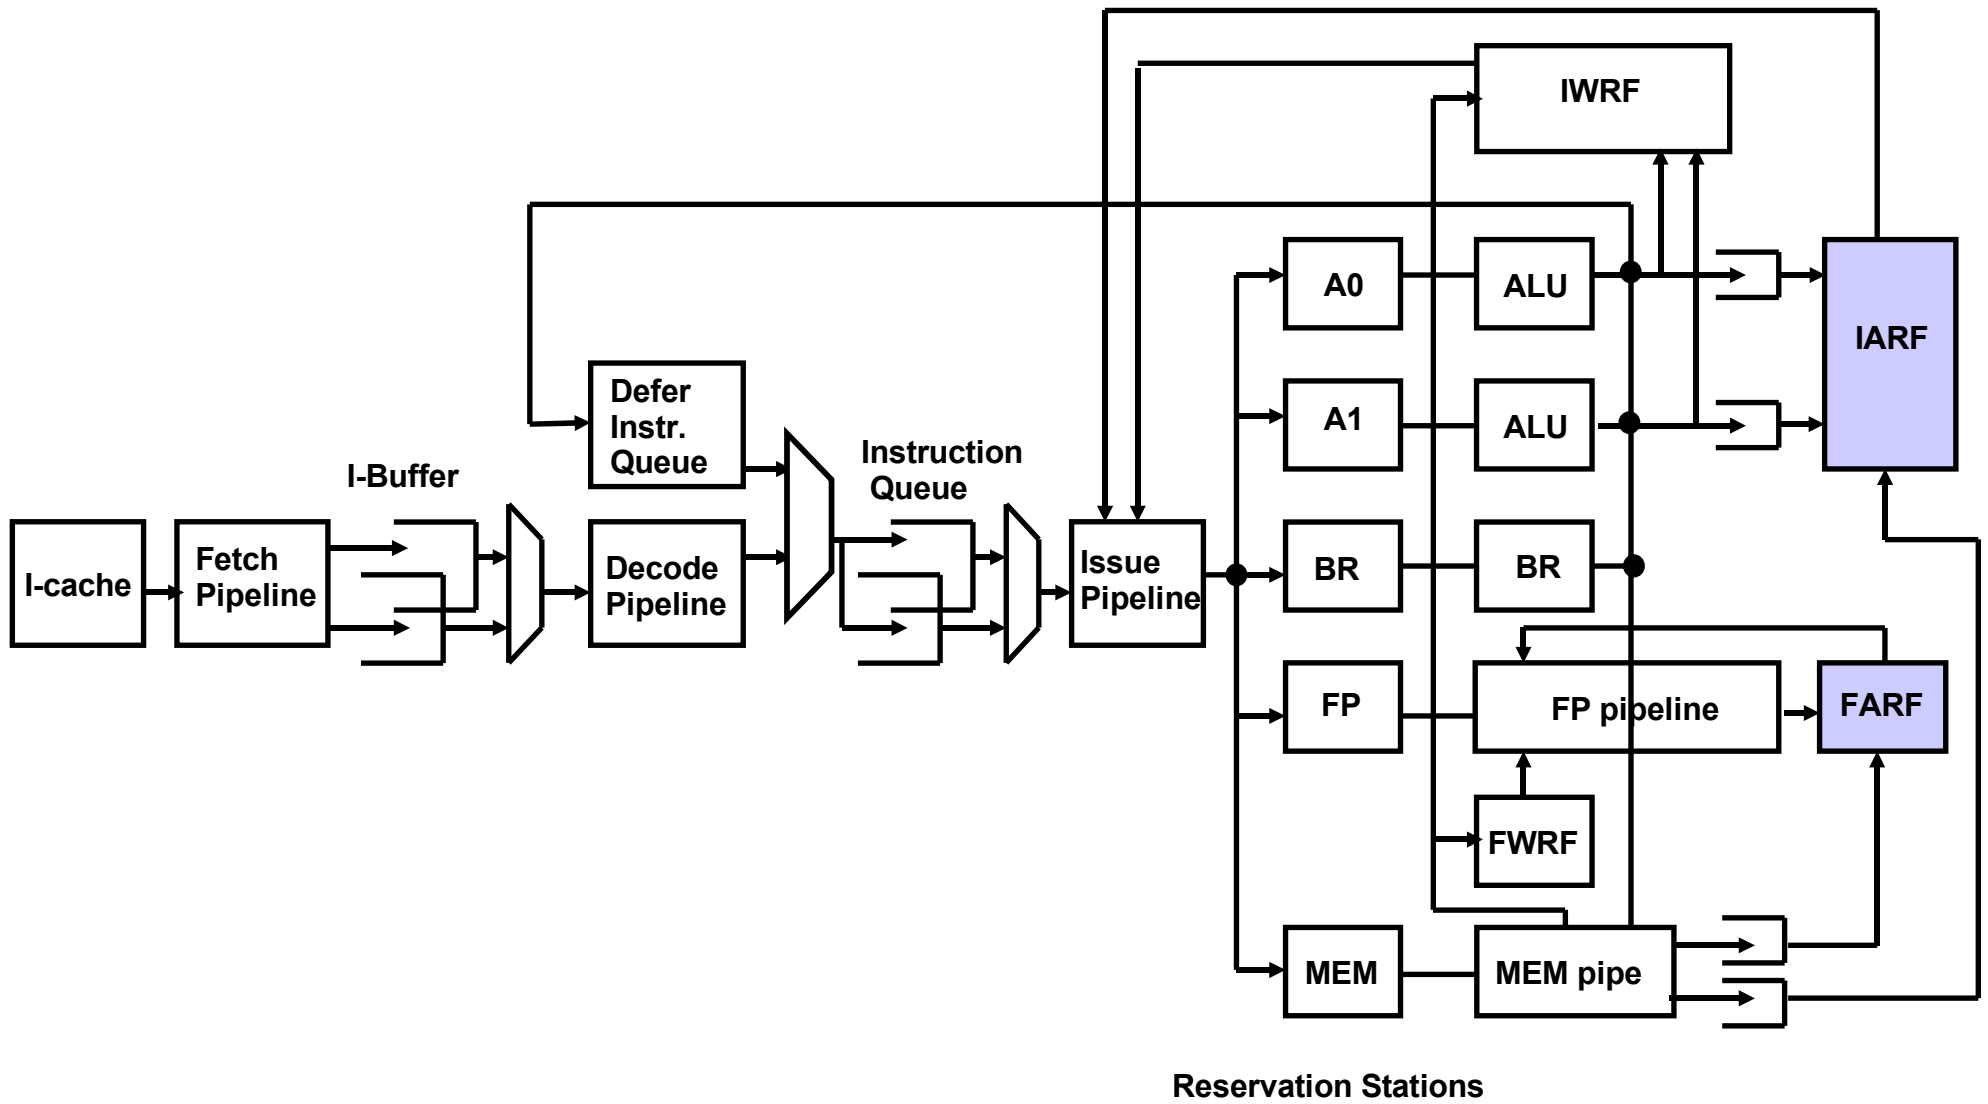 IWRF
A0
ALU
IARF
Defer
Instr.
Queue
A1
ALU
Instruction
Queue
I-Buffer
I-cache
Fetch
Pipeline
Decode
Pipeline
Issue
Pipeline
BR
BR
FP
FP pipeline
FARF
FWRF
MEM
MEM pipe
Reservation Stations